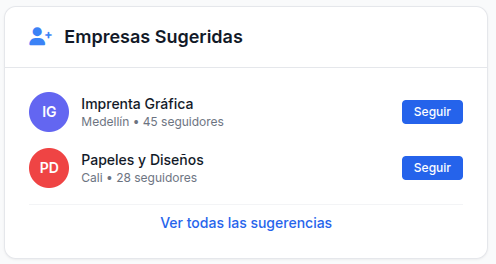 Empresas Sugeridas
IG
Imprenta Gráfica
Medellín • 45 seguidores
Seguir
PD
Papeles y Diseños
Cali • 28 seguidores
Seguir
Ver todas las sugerencias